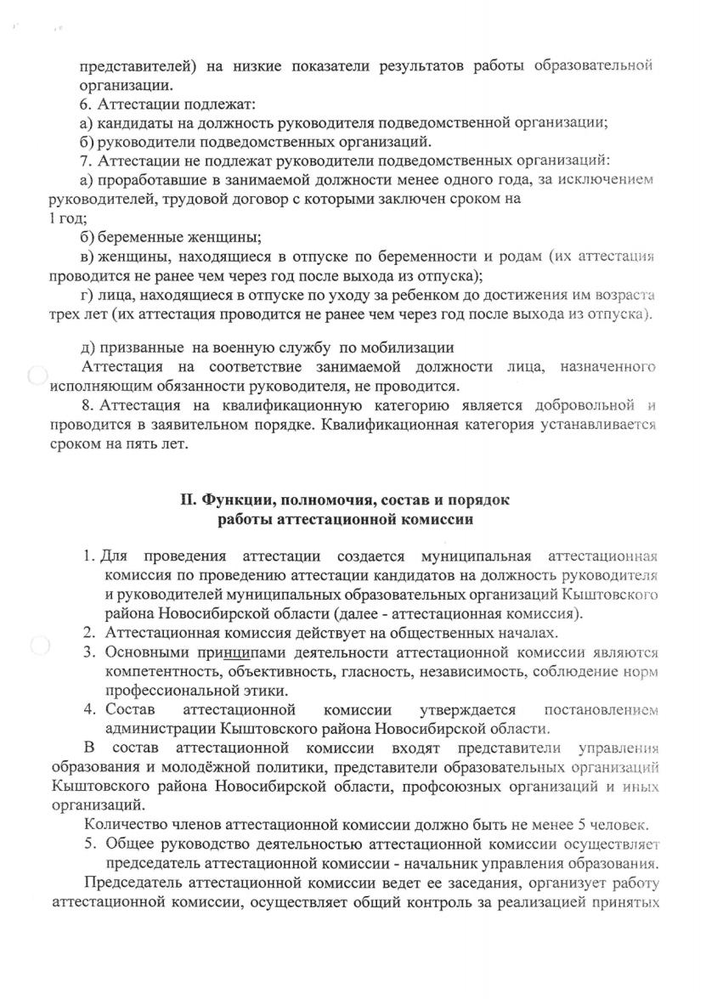 представителей) на низкие показатели результатов работы образовательной
организации.
6. Аттестации подлежат:
а) кандидаты на должность руководителя подведомственной организации;
б) руководители подведомственных организаций.
7. Аттестации не подлежат руководители подведомственных организаций:
а) проработавшие в занимаемой должности менее одного года, за исключением
руководителей, трудовой договор с которыми заключен сроком на
1 год;
б) беременные женщины;
в) женщины, находящиеся в отпуске по беременности и родам (их аттестация
проводится не ранее чем через год после выхода из отпуска);
г) лица, находящиеся в отпуске по уходу за ребенком до достижения им возраста
трех лет (их аттестация проводится не ранее чем через год после выхода из отпуска).
д) призванные на военную службу по мобилизации
Аттестация на соответствие занимаемой должности лица, назначенного
исполняющим обязанности руководителя, не проводится.
8. Аттестация на квалификационную категорию является добровольной и
проводится в заявительном порядке. Квалификационная категория устанавливается
сроком на пять лет.
II. Функции, полномочия, состав и порядок
работы аттестационной комиссии
1. Для проведения аттестации создается муниципальная аттестационная
комиссия по проведению аттестации кандидатов на должность руководителя
и руководителей муниципальных образовательных организаций Кыштовского
района Новосибирской области (далее - аттестационная комиссия).
2. Аттестационная комиссия действует на общественных началах.
3. Основными принципами деятельности аттестационной комиссии являются
компетентность, объективность, гласность, независимость, соблюдение норм
профессиональной этики.
4. Состав аттестационной комиссии утверждается постановлением
администрации Кыштовского района Новосибирской области.
В состав аттестационной комиссии входят представители управления
образования и молодёжной политики, представители образовательных организаций
Кыштовского района Новосибирской области, профсоюзных организаций и иных
организаций.
Количество членов аттестационной комиссии должно быть не менее 5 человек.
5. Общее руководство деятельностью аттестационной комиссии осуществляет
председатель аттестационной комиссии - начальник управления образования.
Председатель аттестационной комиссии ведет ее заседания, организует работу
аттестационной комиссии, осуществляет общий контроль за реализацией принятых